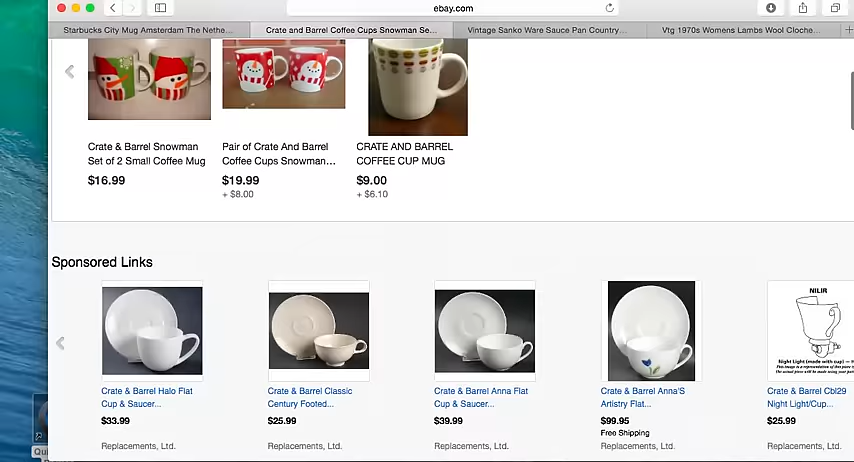 ebay.com
Starbucks City Mug Amsterdam The Nethe...
Crate and Barrel Coffee Cups Snowman Se...
Vintage Sanko Ware Sauce Pan Country...
Vtg 1970s Womens Lambs Wool Cloche...
Crate & Barrel Snowman
Set of 2 Small Coffee Mug
$16.99
Pair of Crate And Barrel
Coffee Cups Snowman...
$19.99
+ $8.00
CRATE AND BARREL
COFFEE CUP MUG
$9.00
+ $6.10
Sponsored Links
Crate & Barrel Halo Flat
Cup & Saucer...
$33.99
Replacements, Ltd.
Crate & Barrel Classic
Century Footed...
$25.99
Replacements, Ltd.
Crate & Barrel Anna Flat
Cup & Saucer...
$39.99
Replacements, Ltd.
Crate & Barrel Anna'S
Artistry Flat...
$99.95
Free Shipping
Replacements, Ltd.
NILIR
Night Light (made with cup)
Crate & Barrel Cbl29
Night Light/Cup...
$25.99
Replacements, Ltd.